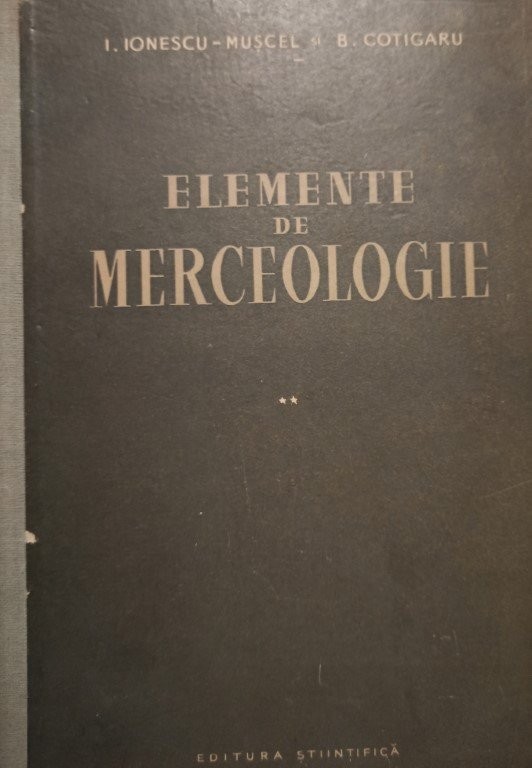 I. IONESCU-MUȘCEL și B. COTIGARU
ELEMENTE
DE
MERCEOLOGIE
**
EDITURA ȘTIINȚIFICĂ